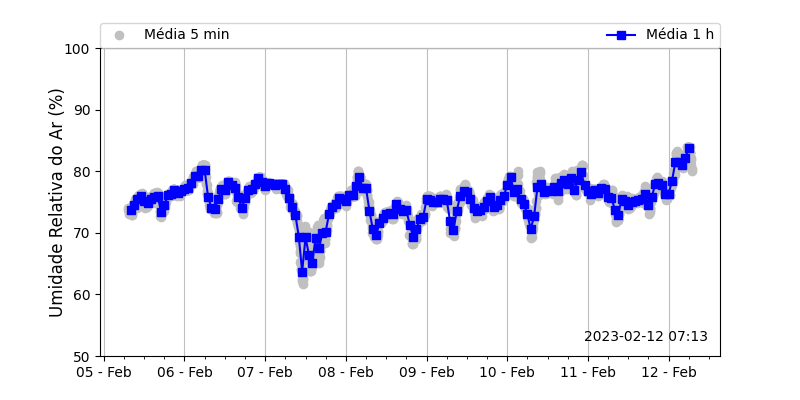 Média 5 min
Média 1 h
Umidade Relativa do Ar (%)
100
90
80
70
60
50
2023-02-12 07:13
05 - Feb
06 - Feb
07 - Feb
08 - Feb
09 - Feb
10 - Feb
11 - Feb
12 - Feb